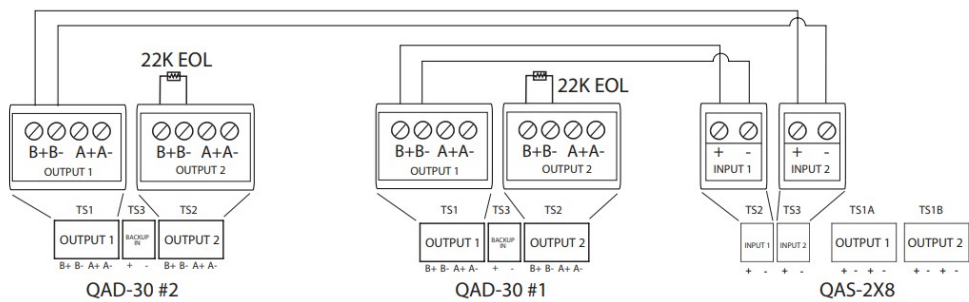 22K EOL
22K EOL
B+B- A+A-
OUTPUT 1
B+B- A+A-
OUTPUT 2
B+B- A+A-
OUTPUT 1
B+B- A+A-
OUTPUT 2
+ -
INPUT 1
+ -
INPUT 2
TS1 TS3 TS2
TS1 TS3 TS2
TS2 TS3 TS1A TS1B
OUTPUT 1
BACKUP
IN
OUTPUT 2
OUTPUT 1
BACKUP
IN
OUTPUT 2
INPUT 1
INPUT 2
OUTPUT 1
OUTPUT 2
B+ B- A+ A- + - B+ B- A+ A-
B+ B- A+ A- + - B+ B- A+ A-
+ - + - + - + - + - + -
QAD-30 #2
QAD-30 #1
QAS-2X8